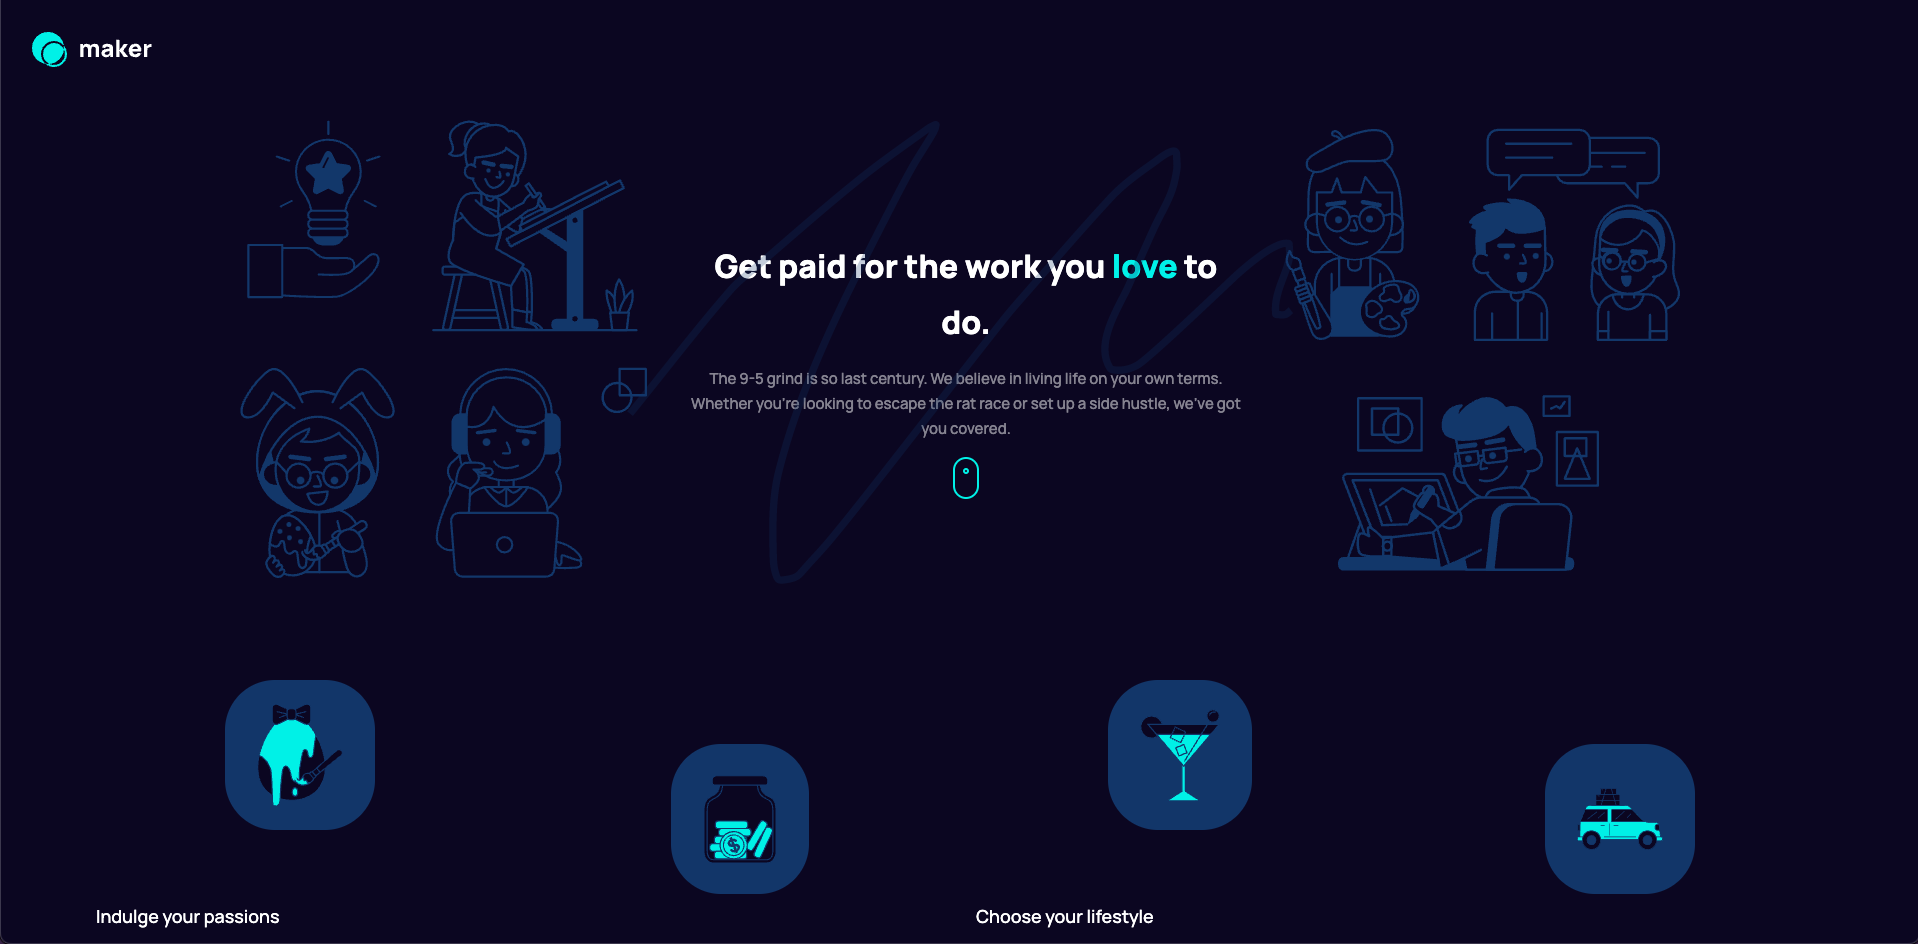 maker
Get paid for the work you love to
do.
The 9-5 grind is so last century. We believe in living life on your own terms.
Whether you're looking to escape the rat race or set up a side hustle, we've got
you covered.
$
Indulge your passions
Choose your lifestyle